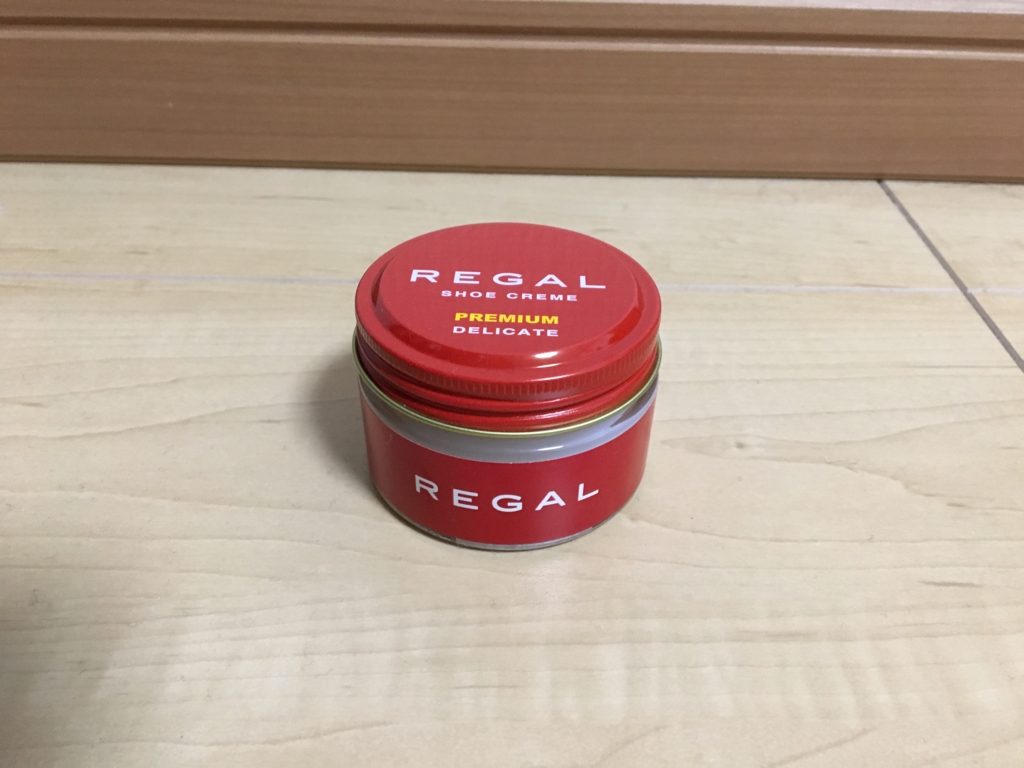 REGAL
SHOE CREME
PREMIUM
DELICATE
REGAL